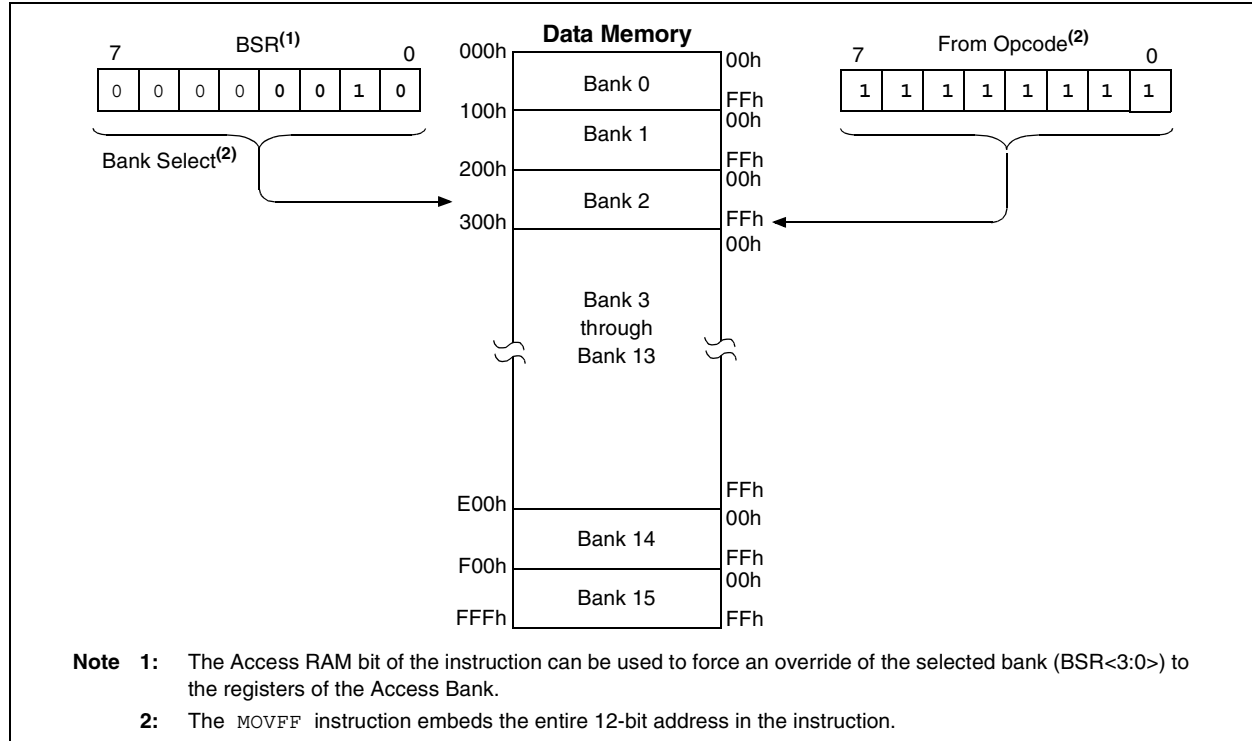 Data Memory
BSR(1)
7 0
0 0 0 0 0 0 1 0
Bank Select(2)
From Opcode(2)
7 0
1 1 1 1 1 1 1 1
000h Bank 0 00h
FFh
100h Bank 1 00h
FFh
200h Bank 2 00h
FFh
300h 00h
Bank 3
through
Bank 13
FFh
E00h Bank 14 00h
FFh
F00h Bank 15 00h
FFFh FFh
Note 1: The Access RAM bit of the instruction can be used to force an override of the selected bank (BSR<3:0>) to
the registers of the Access Bank.
2: The MOVFF instruction embeds the entire 12-bit address in the instruction.